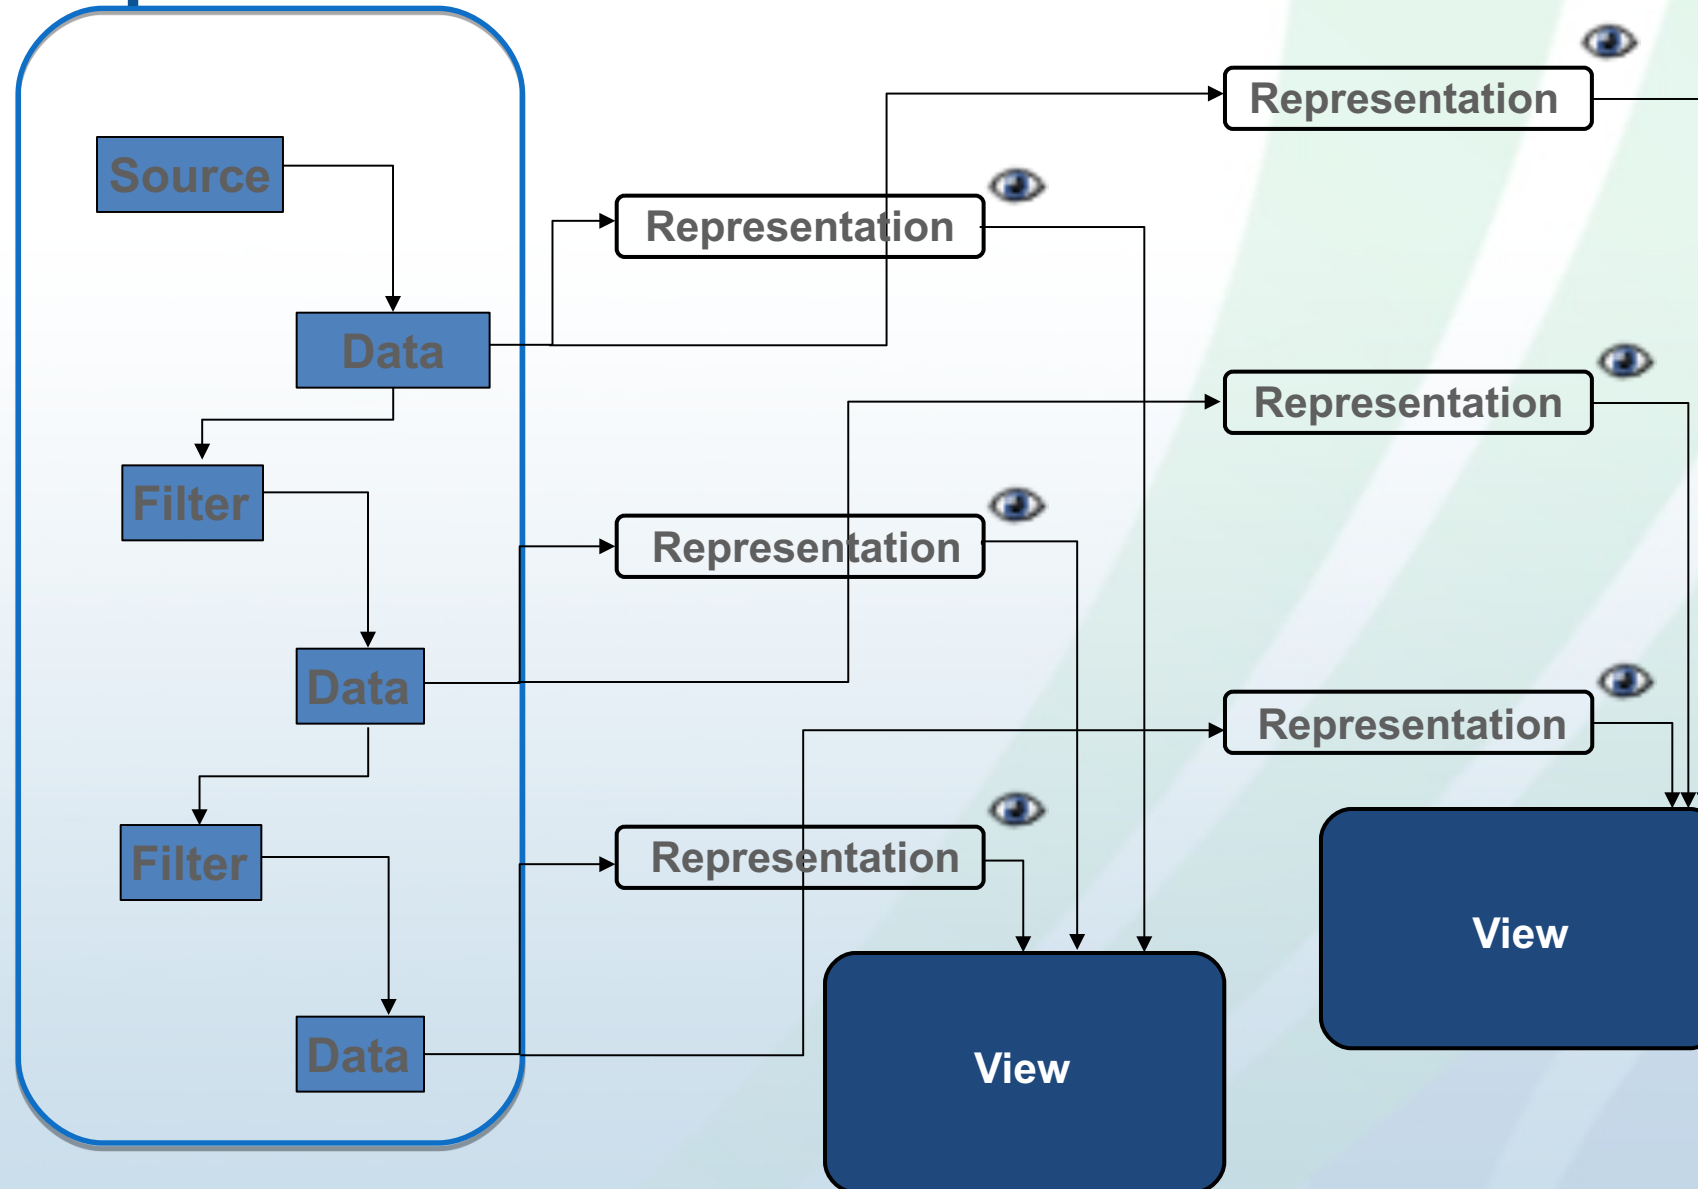 Representation
Source
Representation
Data
Representation
Filter
Representation
Data
Representation
Filter
Representation
View
Data
View